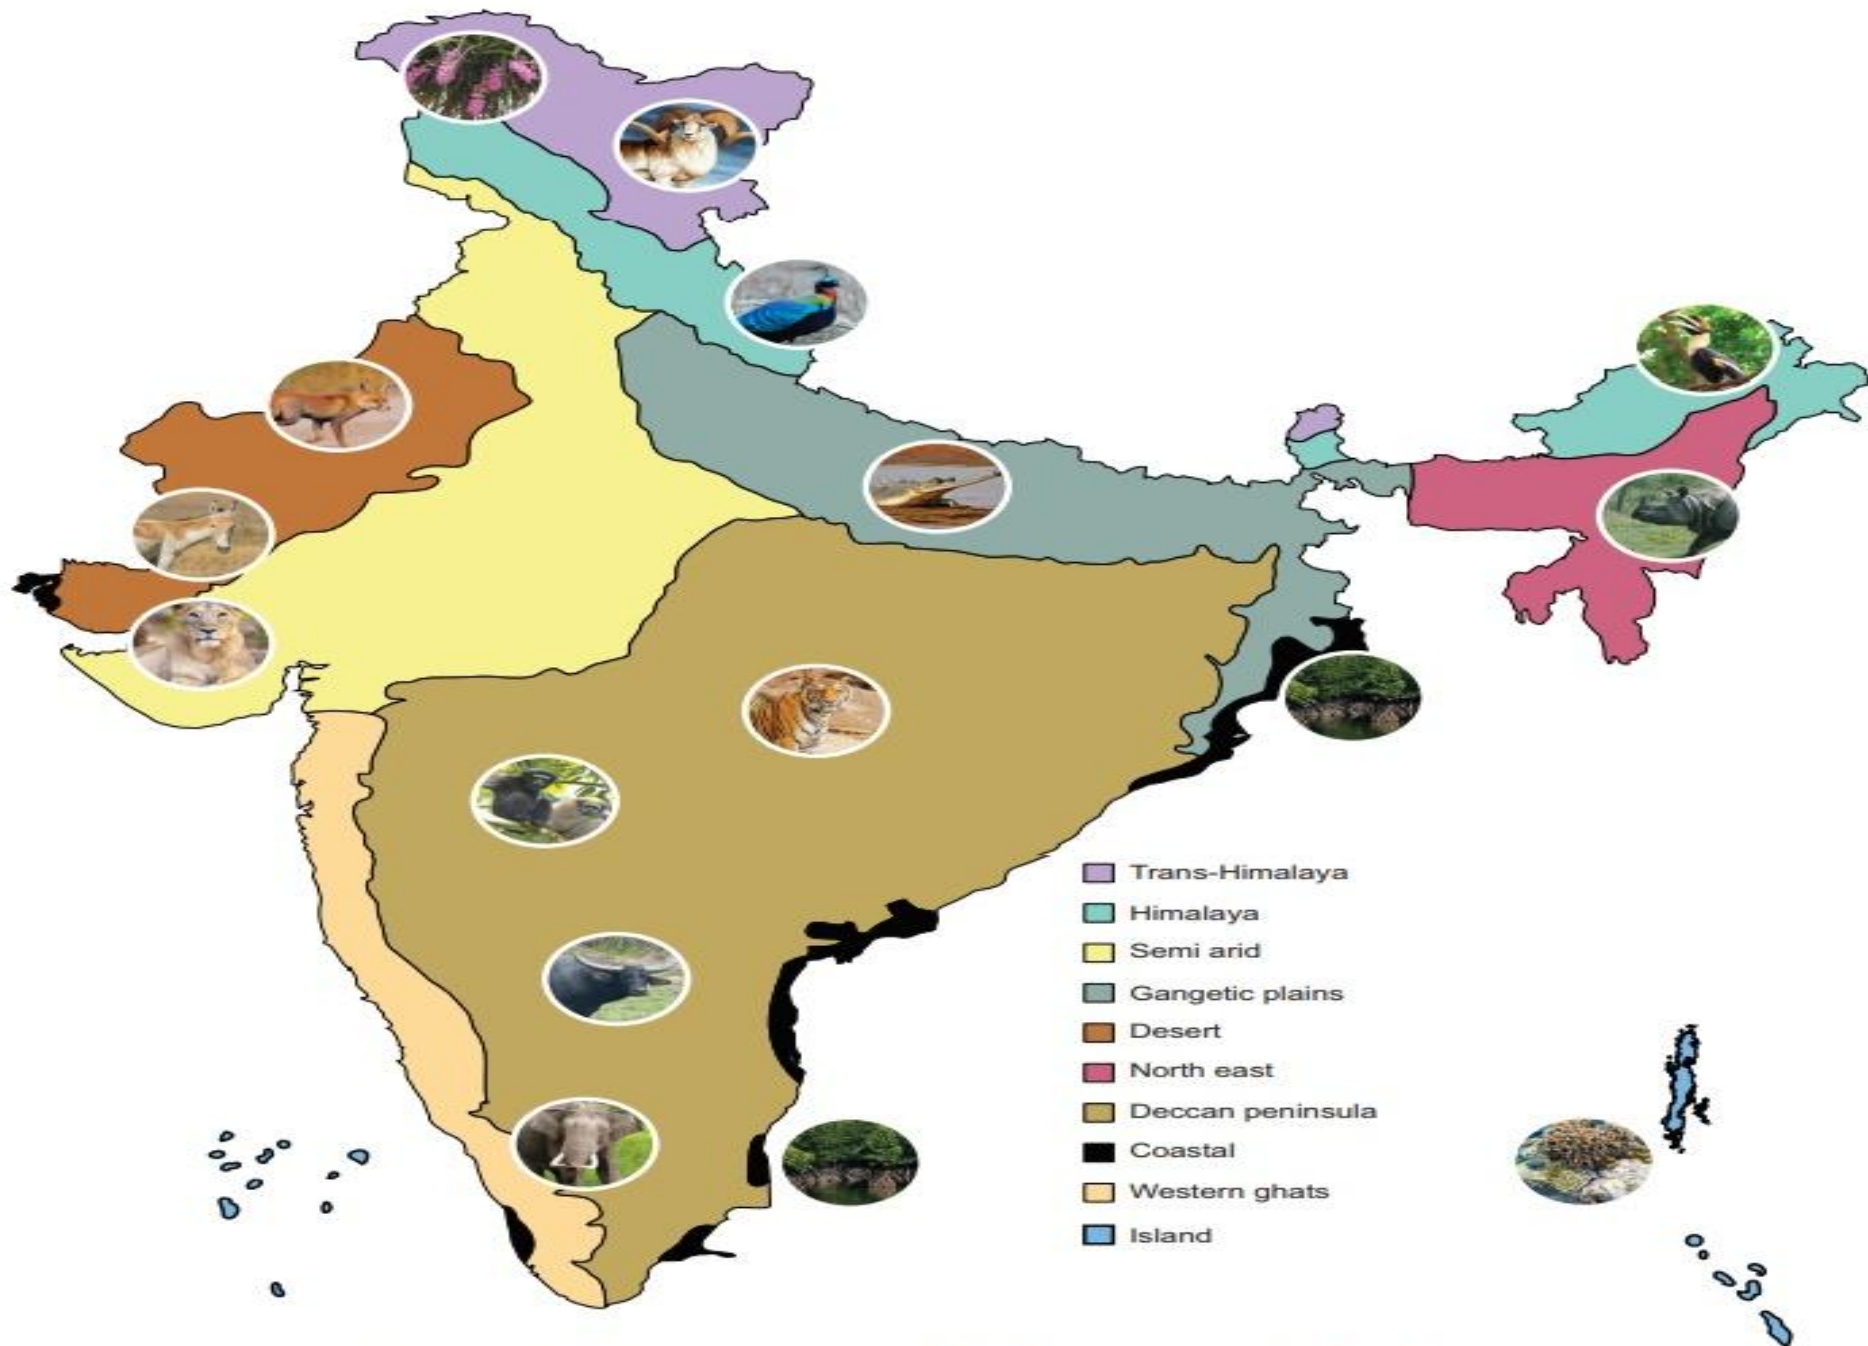 Trans-Himalaya
Himalaya
Semi arid
Gangetic plains
Desert
North east
Deccan peninsula
Coastal
Western ghats
Island